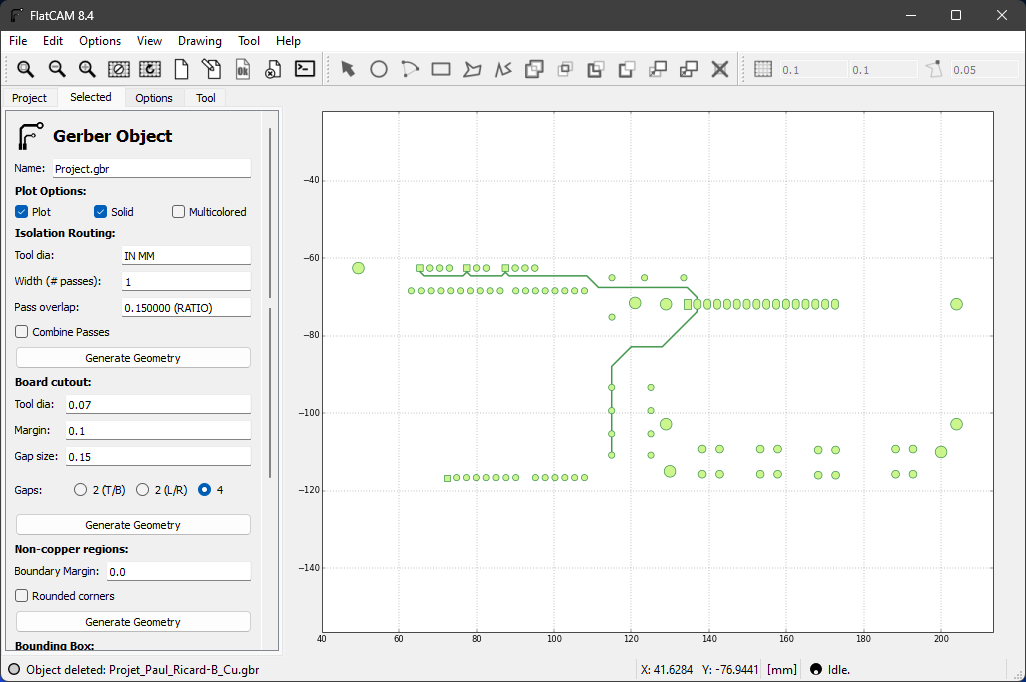 FlatCAM 8.4
File Edit Options View Drawing Tool Help
Ok 0.1 0.1 0.05
Project Selected Options Tool
Gerber Object
Name: Project.gbr
Plot Options:
Plot Solid Multicolored
Isolation Routing:
Tool dia: IN MM
Width (# passes): 1
Pass overlap: 0.150000 (RATIO)
Combine Passes
Generate Geometry
Board cutout:
Tool dia: 0.07
Margin: 0.1
Gap size: 0.15
Gaps: 2 (T/B) 2 (L/R) 4
Generate Geometry
Non-copper regions:
Boundary Margin: 0.0
Rounded corners
Generate Geometry
Bounding Box:
−40
−60
−80
−100
−120
−140
40 60 80 100 120 140 160 180 200
Object deleted: Projet_Paul_Ricard-B_Cu.gbr X: 41.6284 Y: -76.9441 [mm] Idle.